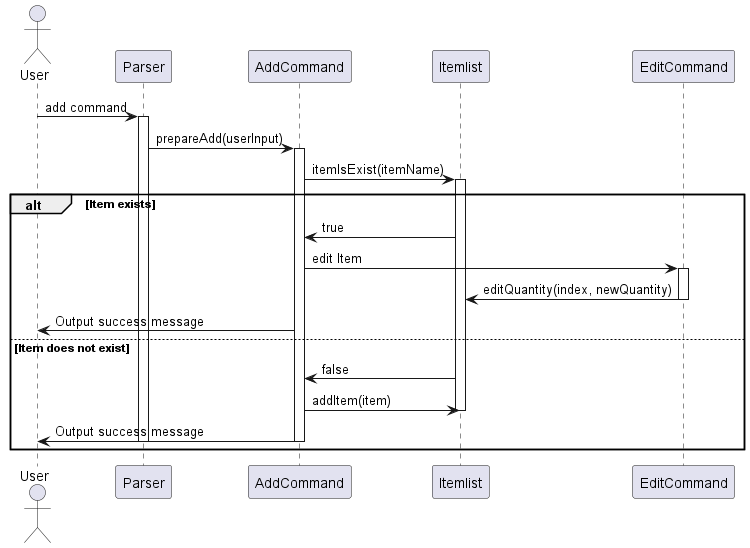 User
Parser
AddCommand
Itemlist
EditCommand
add command
prepareAdd(userInput)
itemIsExist(itemName)
alt
[Item exists]
true
edit Item
editQuantity(index, newQuantity)
Output success message
[Item does not exist]
false
addItem(item)
Output success message
User
Parser
AddCommand
Itemlist
EditCommand